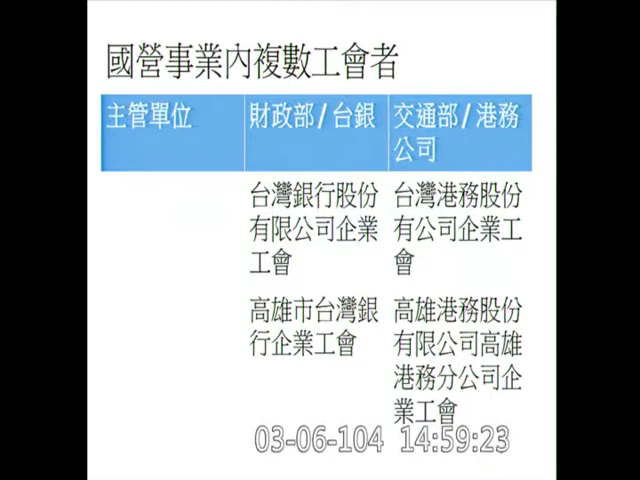 國營事業內複數工會者
主管單位
財政部/台銀
交通部/港務
公司
台灣銀行股份
有限公司企業
工會
台灣港務股份
有公司企業工
會
高雄市台灣銀
行企業工會
高雄港務股份
有限公司高雄
港務分公司企
業工會
03-06-104 14:59:23